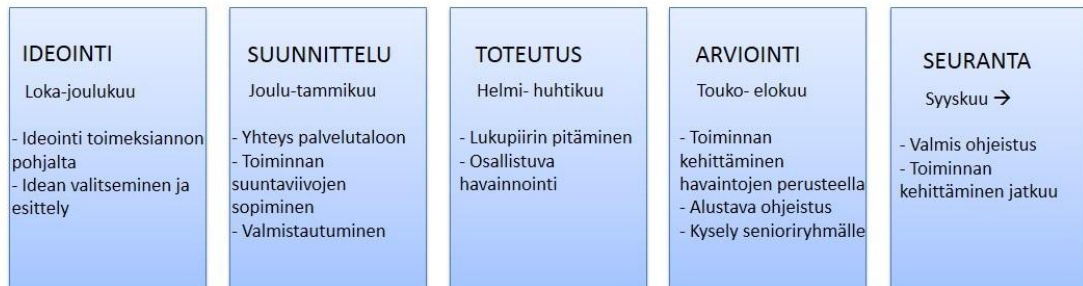 IDEOINTI
Loka-joulukuu
- Ideointi toimeksiannon
pohjalta
- Idean valitseminen ja
esittely
SUUNNITTELU
Joulu-tammikuu
- Yhteys palvelutaloon
- Toiminnan
suuntaviivojen
sopiminen
- Valmistautuminen
TOTEUTUS
Helmi- huhtikuu
- Lukupiirin pitäminen
- Osallistuva
havainnointi
ARVIOINTI
Touko- elokuu
- Toiminnan
kehittäminen
havaintojen perusteella
- Alustava ohjeistus
- Kysely senioriryhmälle
SEURANTA
Syyskuu →
- Valmis ohjeistus
- Toiminnan
kehittäminen jatkuu